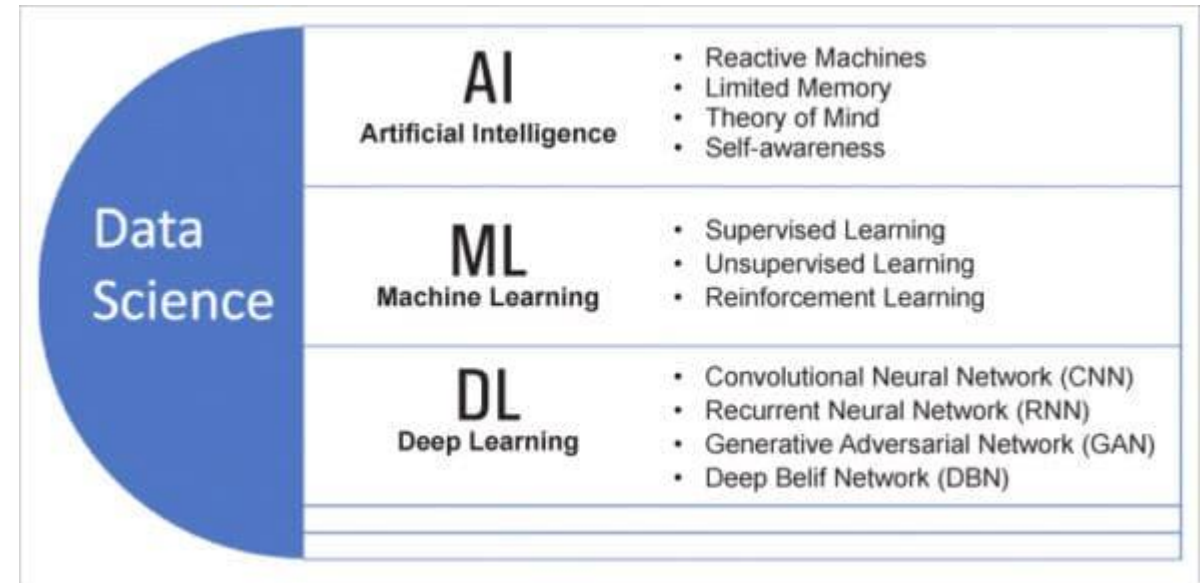 Data
Science
AI
Artificial Intelligence
• Reactive Machines
• Limited Memory
• Theory of Mind
• Self-awareness
ML
Machine Learning
• Supervised Learning
• Unsupervised Learning
• Reinforcement Learning
DL
Deep Learning
• Convolutional Neural Network (CNN)
• Recurrent Neural Network (RNN)
• Generative Adversarial Network (GAN)
• Deep Belif Network (DBN)